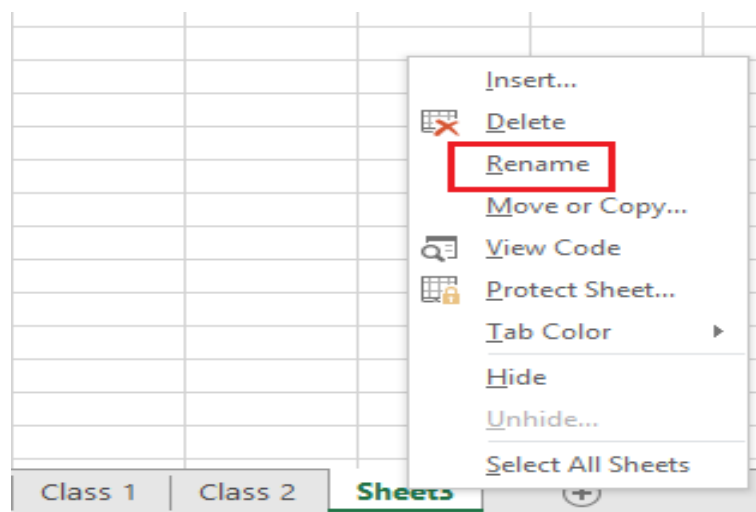 Insert...
Delete
Rename
Move or Copy...
View Code
Protect Sheet...
Tab Color
Hide
Unhide...
Select All Sheets
Class 1 Class 2 Sheet3